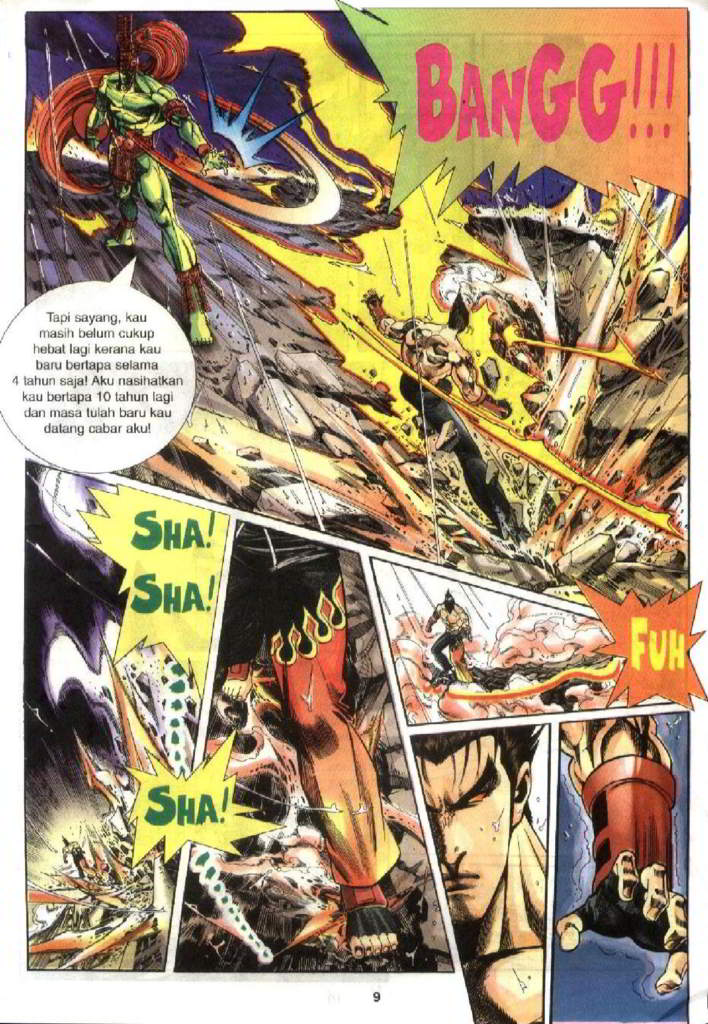 BANGG!!!
Tapi sayang, kau
masih belum cukup
hebat lagi kerana kau
baru bertapa selama
4 tahun saja! Aku nasihatkan
kau bertapa 10 tahun lagi
dan masa tulah baru kau
datang cabar aku!
SHA!
SHA!
SHA!
FUH
9